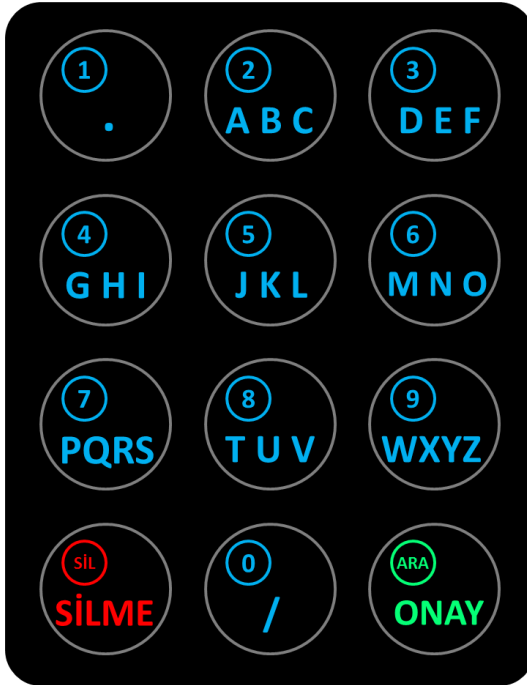 1 2 3
. A B C D E F
4 5 6
G H I J K L M N O
7 8 9
PQRS T U V WXYZ
SİL 0 ARA
SİLME / ONAY